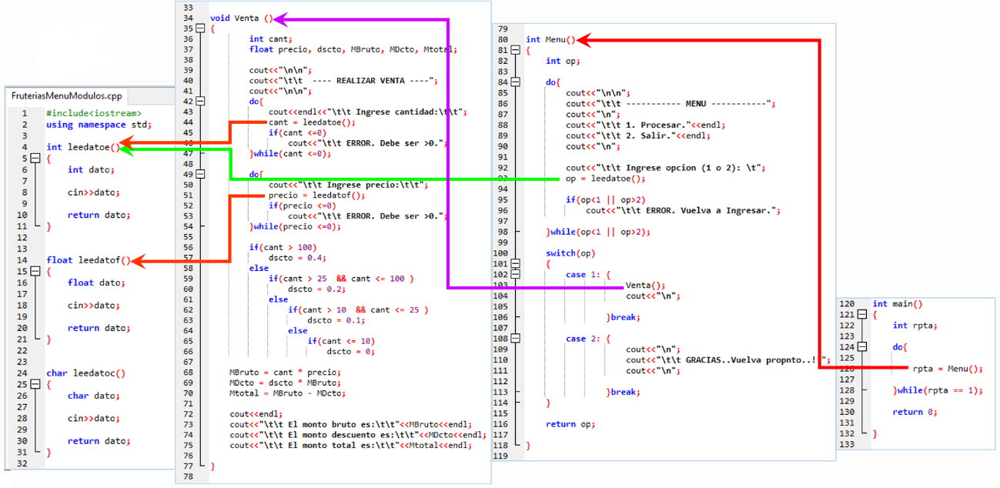 FruteriasMenuModulos.cpp
1 #include<iostream>
2 using namespace std;
3
4 int leedatoe()
5 {
6 int dato;
7
8 cin>>dato;
9
10 return dato;
11 }
12
13
14 float leedatof()
15 {
16 float dato;
17
18 cin>>dato;
19
20 return dato;
21 }
22
23
24 char leedatoc()
25 {
26 char dato;
27
28 cin>>dato;
29
30 return dato;
31 }
32
33
34 void Venta ()
35 {
36 int cant;
37 float precio, dscto, MBruto, MDcto, Mtotal;
38
39 cout<<"\n\n";
40 cout<<"\t\t ---- REALIZAR VENTA ----";
41 cout<<"\n\n";
42 do{
43 cout<<endl<<"\t\t Ingrese cantidad:\t\t";
44 cant = leedatoe();
45 if(cant <=0)
46 cout<<"\t\t ERROR. Debe ser >0.";
47 }while(cant <=0);
48
49 do{
50 cout<<"\t\t Ingrese precio:\t\t";
51 precio = leedatof();
52 if(precio <=0)
53 cout<<"\t\t ERROR. Debe ser >0.";
54 }while(precio <=0);
55
56 if(cant > 100)
57 dscto = 0.4;
58 else
59 if(cant > 25 && cant <= 100 )
60 dscto = 0.2;
61 else
62 if(cant > 10 && cant <= 25 )
63 dscto = 0.1;
64 else
65 if(cant <= 10)
66 dscto = 0;
67
68 MBruto = cant * precio;
69 MDcto = dscto * MBruto;
70 Mtotal = MBruto - MDcto;
71
72 cout<<endl;
73 cout<<"\t\t El monto bruto es:\t\t"<<MBruto<<endl;
74 cout<<"\t\t El monto descuento es:\t\t"<<MDcto<<endl;
75 cout<<"\t\t El monto total es:\t\t"<<Mtotal<<endl;
76
77 }
78
79
80 int Menu()
81 {
82 int op;
83
84 do{
85 cout<<"\n\n";
86 cout<<"\t\t ----------- MENU -----------";
87 cout<<"\n";
88 cout<<"\t\t 1. Procesar."<<endl;
89 cout<<"\t\t 2. Salir."<<endl;
90 cout<<"\n";
91
92 cout<<"\t\t Ingrese opcion (1 o 2): \t";
93 op = leedatoe();
94
95 if(op<1 || op>2)
96 cout<<"\t\t ERROR. Vuelva a Ingresar.";
97
98 }while(op<1 || op>2);
99
100 switch(op)
101 {
102 case 1: {
103 Venta();
104 cout<<"\n";
105
106 }break;
107
108 case 2: {
109 cout<<"\n";
110 cout<<"\t\t GRACIAS..Vuelva propnto..!";
111 cout<<"\n";
112
113 }break;
114 }
115
116 return op;
117
118 }
119
120 int main()
121 {
122 int rpta;
123
124 do{
125
126 rpta = Menu();
127
128 }while(rpta == 1);
129
130 return 0;
131
132 }
133